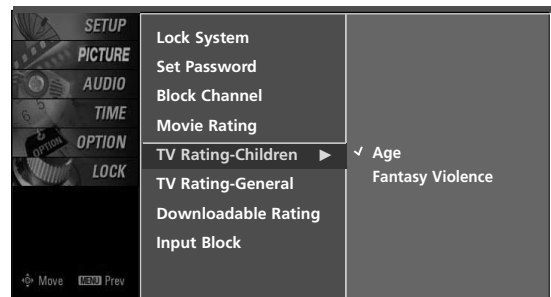 SETUP
PICTURE
AUDIO
TIME
OPTION
LOCK
Move MENU Prev
Lock System
Set Password
Block Channel
Movie Rating
TV Rating-Children ▶
TV Rating-General
Downloadable Rating
Input Block
✓ Age
Fantasy Violence